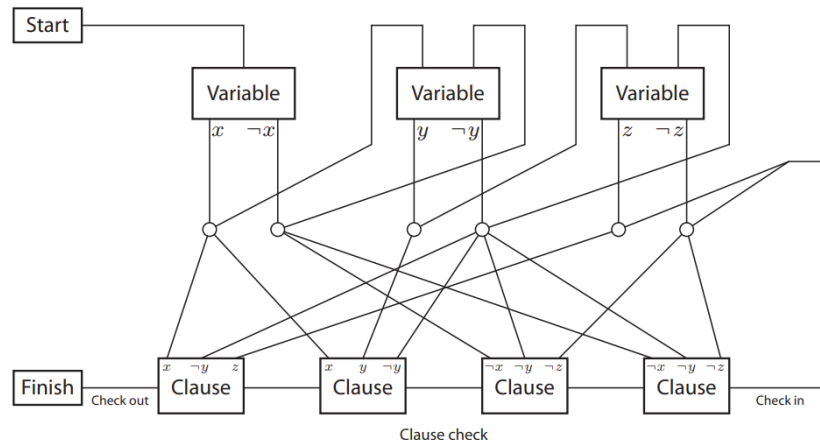 Start
Variable Variable Variable
x ¬x y ¬y z ¬z
x ¬y z x y ¬y ¬x ¬y ¬z ¬x ¬y ¬z
Finish Clause Clause Clause Clause
Check out Check in
Clause check